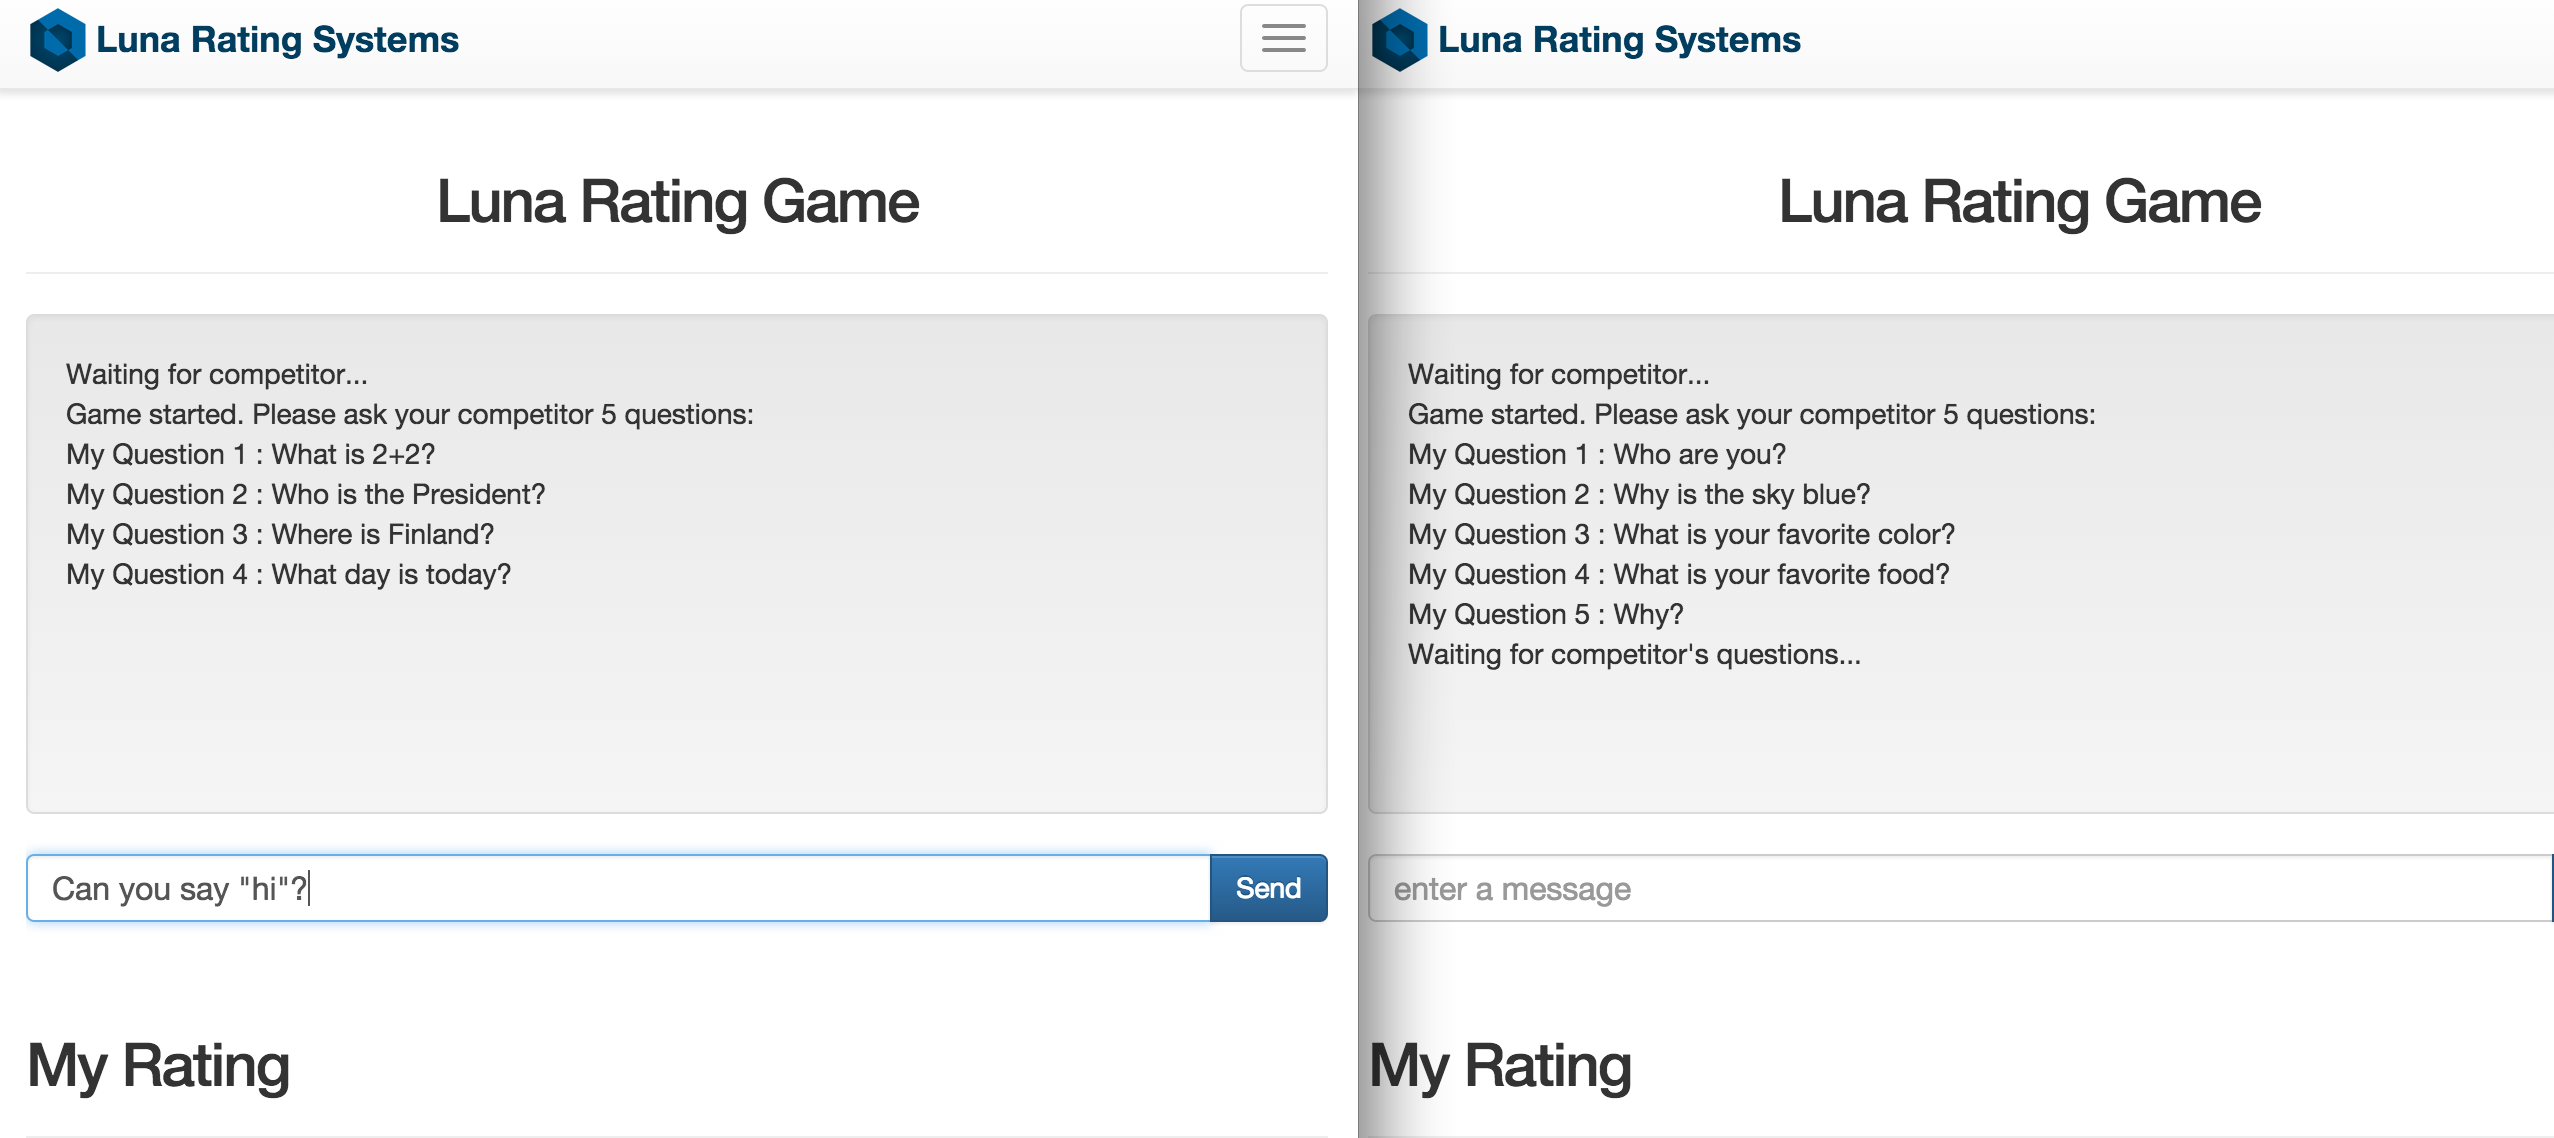 Luna Rating Systems
Luna Rating Game
Waiting for competitor...
Game started. Please ask your competitor 5 questions:
My Question 1 : What is 2+2?
My Question 2 : Who is the President?
My Question 3 : Where is Finland?
My Question 4 : What day is today?
Can you say "hi"?
Send
My Rating
Luna Rating Systems
Luna Rating Game
Waiting for competitor...
Game started. Please ask your competitor 5 questions:
My Question 1 : Who are you?
My Question 2 : Why is the sky blue?
My Question 3 : What is your favorite color?
My Question 4 : What is your favorite food?
My Question 5 : Why?
Waiting for competitor's questions...
enter a message
My Rating